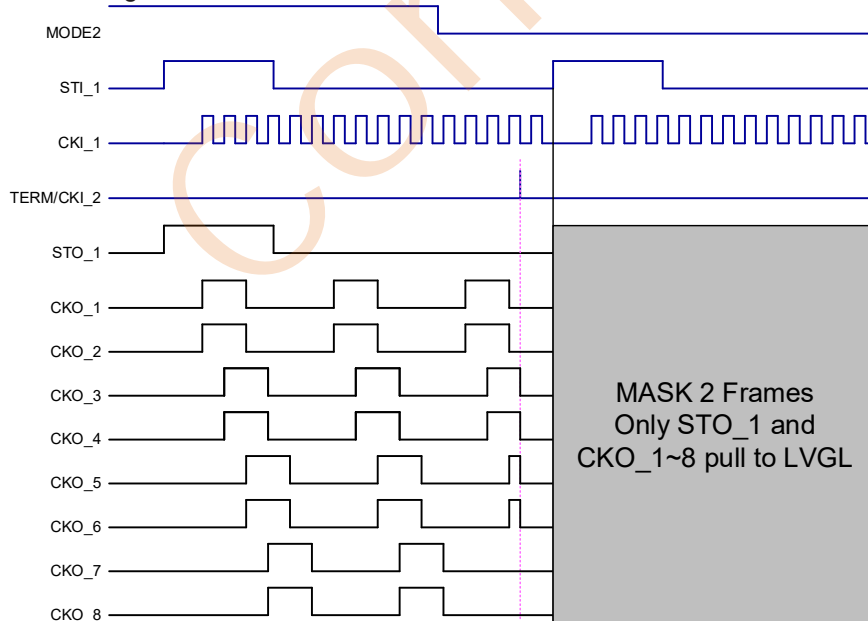 MODE2
STI_1
CKI_1
TERM/CKI_2
STO_1
CKO_1
CKO_2
CKO_3
CKO_4
CKO_5
CKO_6
CKO_7
CKO_8
MASK 2 Frames
Only STO_1 and
CKO_1~8 pull to LVGL